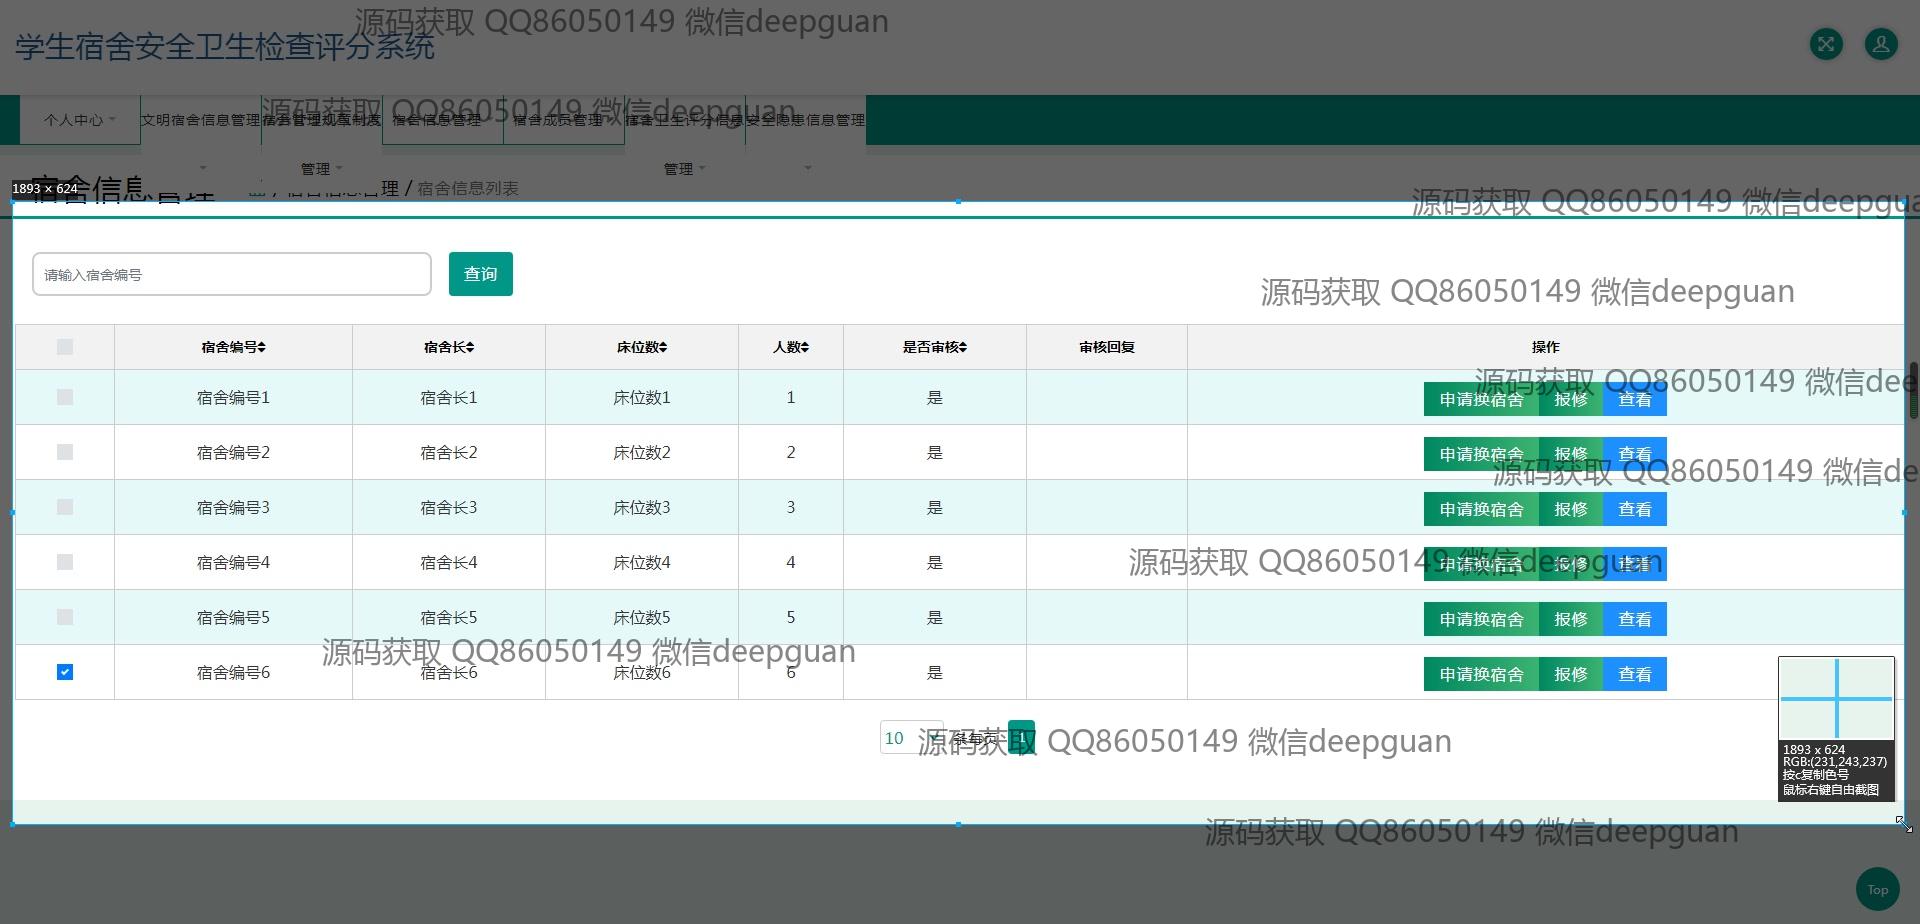 源码获取 QQ86050149 微信deepguan
学生宿舍安全卫生检查评分系统
源码获取 QQ86050149 微信deepguan
个人中心 文明宿舍信息管理 宿舍管理规章制度管理 宿舍信息管理 宿舍成员管理 宿舍卫生评分信息管理 安全隐患信息管理
宿舍信息管理 / 宿舍信息管理 / 宿舍信息列表
1893 × 624
源码获取 QQ86050149 微信deepgua
请输入宿舍编号 查询
源码获取 QQ86050149 微信deepguan
宿舍编号 宿舍长 床位数 人数 是否审核 审核回复 操作
源码获取 QQ86050149 微信dee
宿舍编号1 宿舍长1 床位数1 1 是 申请换宿舍 报修 查看
宿舍编号2 宿舍长2 床位数2 2 是 申请换宿舍 报修 查看
源码获取 QQ86050149 微信de
宿舍编号3 宿舍长3 床位数3 3 是 申请换宿舍 报修 查看
源码获取 QQ86050149 微信deepguan
宿舍编号4 宿舍长4 床位数4 4 是 申请换宿舍 报修 查看
宿舍编号5 宿舍长5 床位数5 5 是 申请换宿舍 报修 查看
源码获取 QQ86050149 微信deepguan
宿舍编号6 宿舍长6 床位数6 6 是 申请换宿舍 报修 查看
10 条每页 1
源码获取 QQ86050149 微信deepguan
1893 x 624
RGB:(231,243,237)
按c复制色号
鼠标右键自由截图
源码获取 QQ86050149 微信deepguan
Top